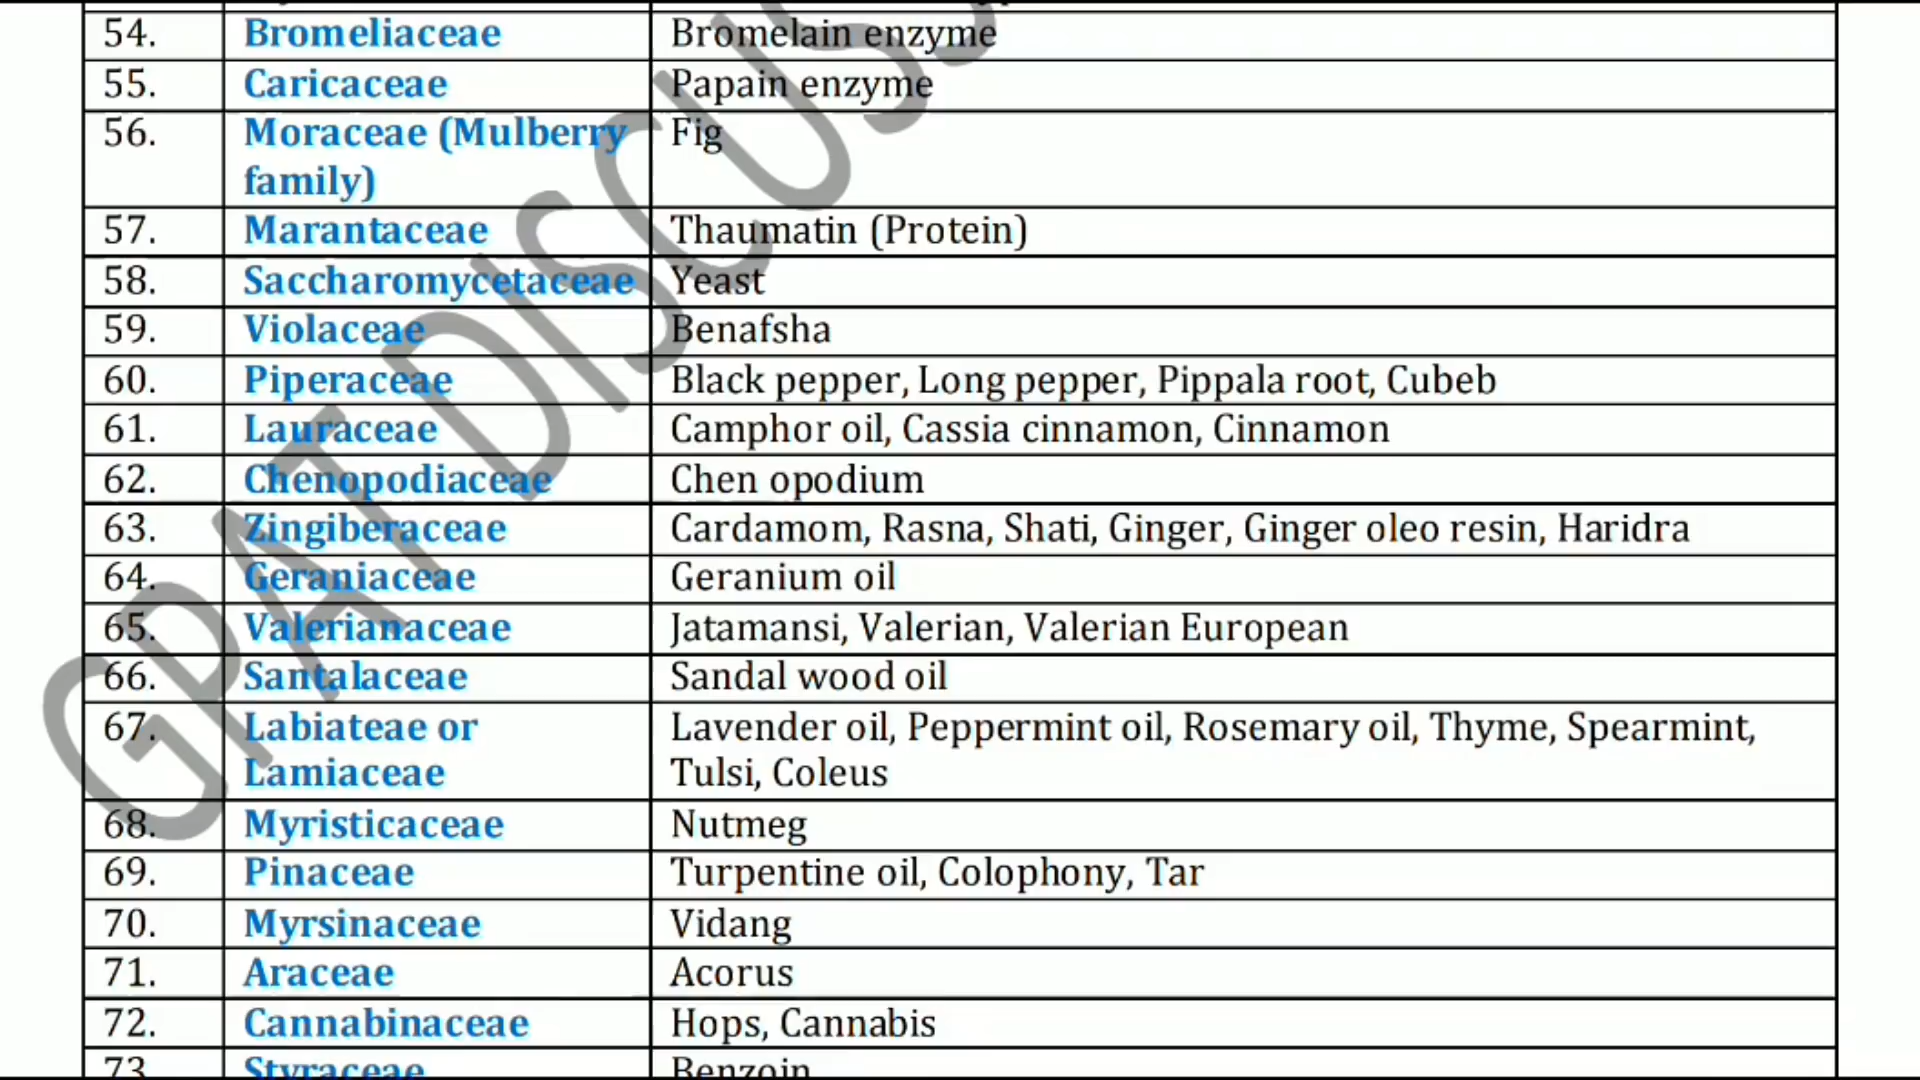 54. Bromeliaceae Bromelain enzyme
55. Caricaceae Papain enzyme
56. Moraceae (Mulberry Fig
family)
57. Marantaceae Thaumatin (Protein)
58. Saccharomycetaceae Yeast
59. Violaceae Benafsha
60. Piperaceae Black pepper, Long pepper, Pippala root, Cubeb
61. Lauraceae Camphor oil, Cassia cinnamon, Cinnamon
62. Chenopodiaceae Chen opodium
63. Zingiberaceae Cardamom, Rasna, Shati, Ginger, Ginger oleo resin, Haridra
64. Geraniaceae Geranium oil
65. Valerianaceae Jatamansi, Valerian, Valerian European
66. Santalaceae Sandal wood oil
67. Labiateae or Lavender oil, Peppermint oil, Rosemary oil, Thyme, Spearmint,
Lamiaceae Tulsi, Coleus
68. Myristicaceae Nutmeg
69. Pinaceae Turpentine oil, Colophony, Tar
70. Myrsinaceae Vidang
71. Araceae Acorus
72. Cannabinaceae Hops, Cannabis
73 Styraceae Benzoin
GPAT